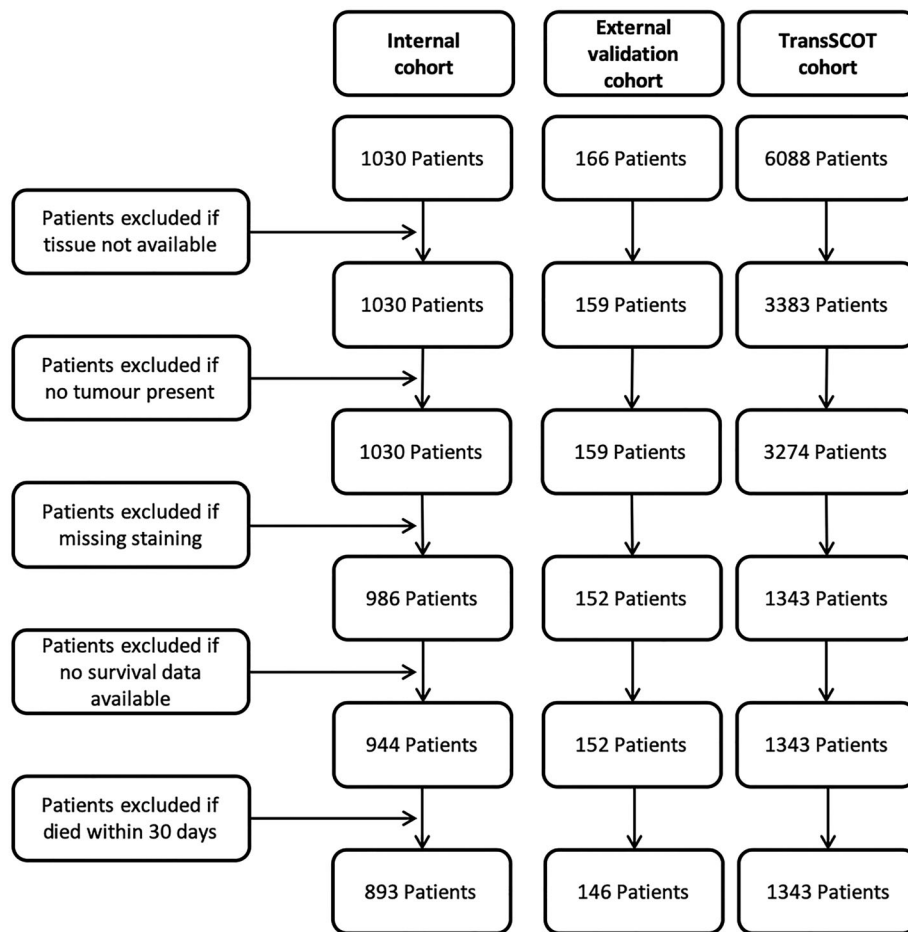 Internal
cohort
External
validation
cohort
TransSCOT
cohort
1030 Patients
166 Patients
6088 Patients
Patients excluded if
tissue not available
1030 Patients
159 Patients
3383 Patients
Patients excluded if
no tumour present
1030 Patients
159 Patients
3274 Patients
Patients excluded if
missing staining
986 Patients
152 Patients
1343 Patients
Patients excluded if
no survival data
available
944 Patients
152 Patients
1343 Patients
Patients excluded if
died within 30 days
893 Patients
146 Patients
1343 Patients